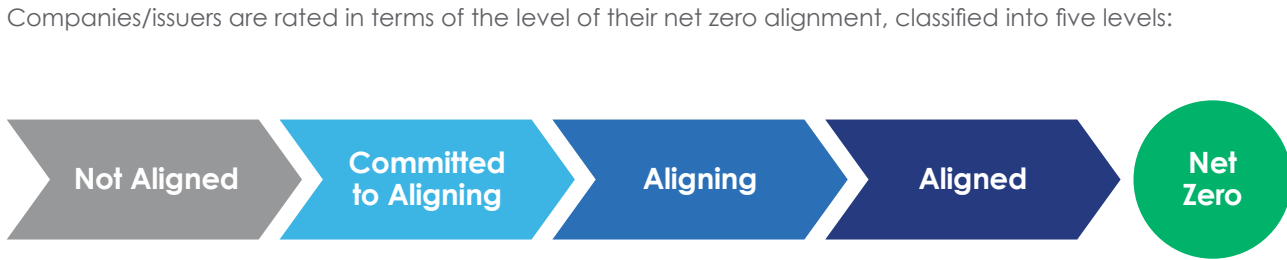 Companies/issuers are rated in terms of the level of their net zero alignment, classified into five levels:
Not Aligned
Committed
to Aligning
Aligning
Aligned
Net
Zero